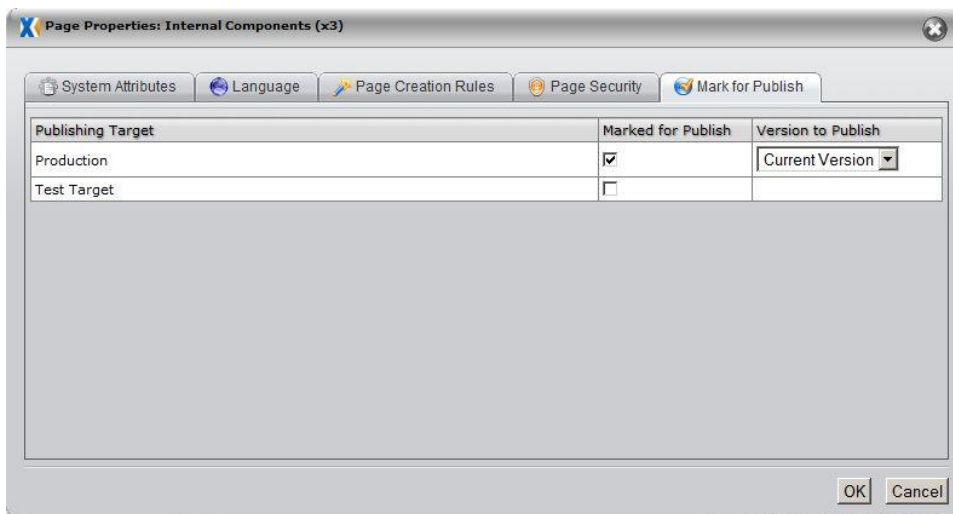 Page Properties: Internal Components (x3)
System Attributes Language Page Creation Rules Page Security Mark for Publish
Publishing Target Marked for Publish Version to Publish
Production Current Version
Test Target
OK Cancel